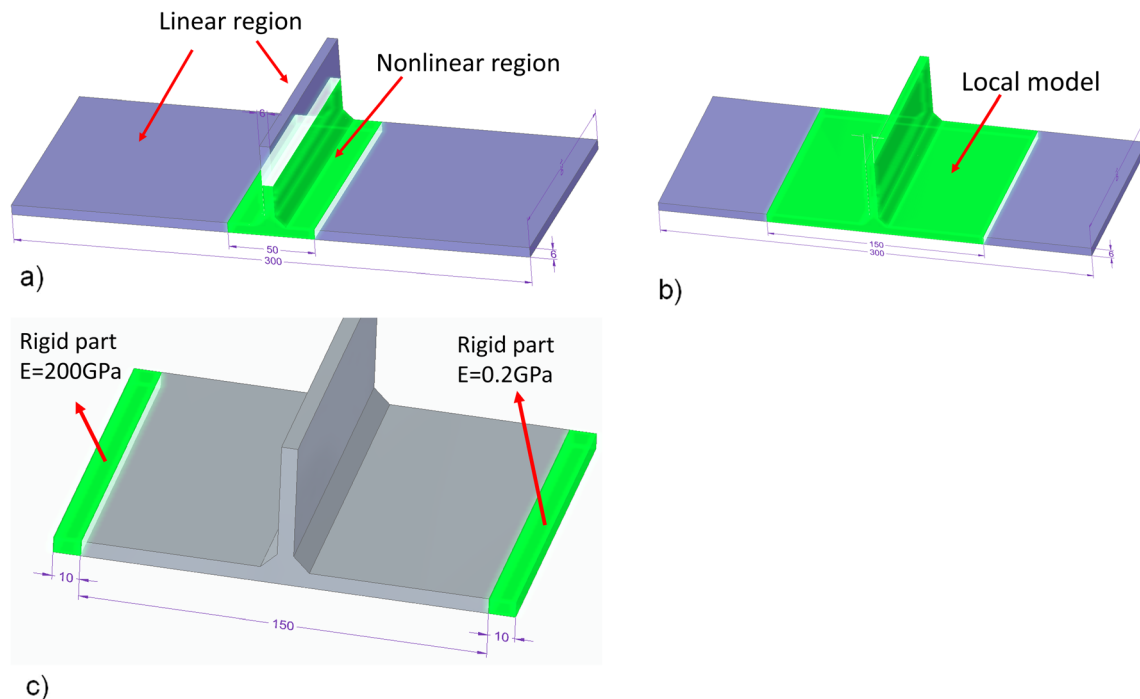 Linear region
Nonlinear region
6
50
300
6
a)
Local model
150
300
6
b)
Rigid part
E=200GPa
Rigid part
E=0.2GPa
10
150
10
c)